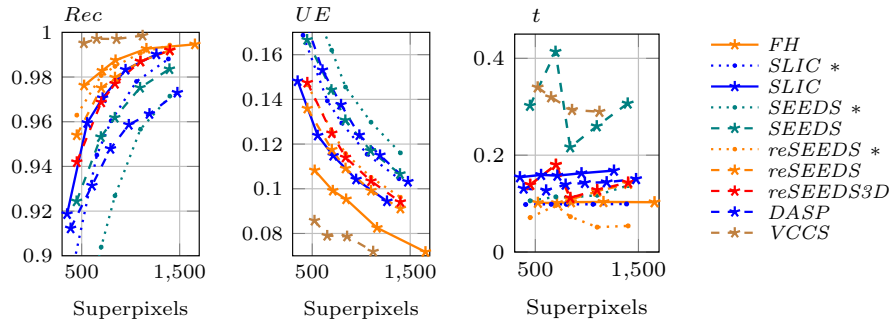 Rec
1
0.98
0.96
0.94
0.92
0.9
500
1,500
Superpixels
UE
0.16
0.14
0.12
0.1
0.08
500
1,500
Superpixels
t
0.4
0.2
0
500
1,500
Superpixels
FH
SLIC *
SLIC
SEEDS *
SEEDS
reSEEDS *
reSEEDS
reSEEDS3D
DASP
VCCS